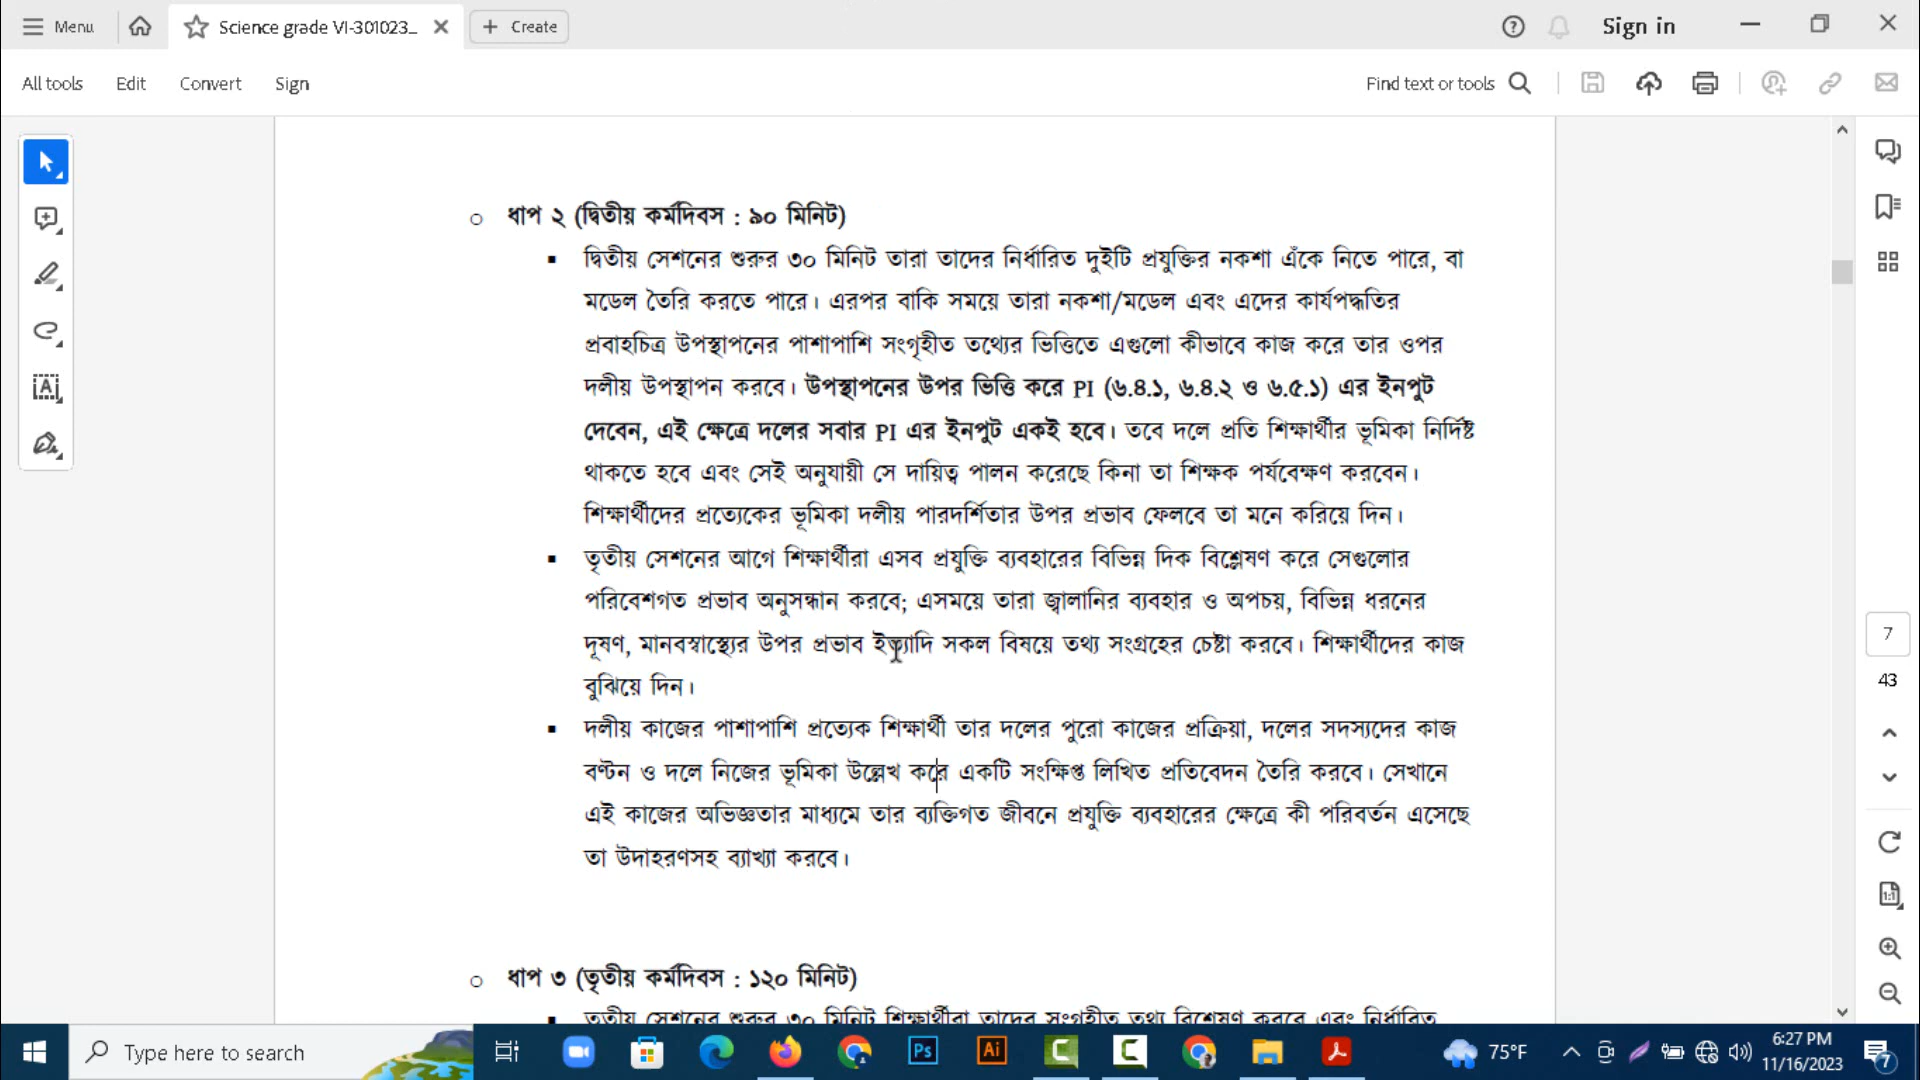 Menu
Science grade VI-301023_
Create
Sign in
All tools
Edit
Convert
Sign
Find text or tools
ধাপ ২ (দ্বিতীয় কর্মদিবস : ৯০ মিনিট)
দ্বিতীয় সেশনের শুরুর ৩০ মিনিট তারা তাদের নির্ধারিত দুইটি প্রযুক্তির নকশা এঁকে নিতে পারে, বা
মডেল তৈরি করতে পারে। এরপর বাকি সময়ে তারা নকশা/মডেল এবং এদের কার্যপদ্ধতির
প্রবাহচিত্র উপস্থাপনের পাশাপাশি সংগৃহীত তথ্যের ভিত্তিতে এগুলো কীভাবে কাজ করে তার ওপর
দলীয় উপস্থাপন করবে। উপস্থাপনের উপর ভিত্তি করে PI (৬.৪.১, ৬.৪.২ ও ৬.৫.১) এর ইনপুট
দেবেন, এই ক্ষেত্রে দলের সবার PI এর ইনপুট একই হবে। তবে দলে প্রতি শিক্ষার্থীর ভূমিকা নির্দিষ্ট
থাকতে হবে এবং সেই অনুযায়ী সে দায়িত্ব পালন করেছে কিনা তা শিক্ষক পর্যবেক্ষণ করবেন।
শিক্ষার্থীদের প্রত্যেকের ভূমিকা দলীয় পারদর্শিতার উপর প্রভাব ফেলবে তা মনে করিয়ে দিন।
তৃতীয় সেশনের আগে শিক্ষার্থীরা এসব প্রযুক্তি ব্যবহারের বিভিন্ন দিক বিশ্লেষণ করে সেগুলোর
পরিবেশগত প্রভাব অনুসন্ধান করবে; এসময়ে তারা জ্বালানির ব্যবহার ও অপচয়, বিভিন্ন ধরনের
দূষণ, মানবস্বাস্থ্যের উপর প্রভাব ইত্যাদি সকল বিষয়ে তথ্য সংগ্রহের চেষ্টা করবে। শিক্ষার্থীদের কাজ
বুঝিয়ে দিন।
দলীয় কাজের পাশাপাশি প্রত্যেক শিক্ষার্থী তার দলের পুরো কাজের প্রক্রিয়া, দলের সদস্যদের কাজ
বণ্টন ও দলে নিজের ভূমিকা উল্লেখ করে একটি সংক্ষিপ্ত লিখিত প্রতিবেদন তৈরি করবে। সেখানে
এই কাজের অভিজ্ঞতার মাধ্যমে তার ব্যক্তিগত জীবনে প্রযুক্তি ব্যবহারের ক্ষেত্রে কী পরিবর্তন এসেছে
তা উদাহরণসহ ব্যাখ্যা করবে।
ধাপ ৩ (তৃতীয় কর্মদিবস : ১২০ মিনিট)
তৃতীয় সেশনের শুরুর ৩০ মিনিট শিক্ষার্থীরা তাদের সংগৃহীত তথ্য বিশ্লেষণ করবে এবং নির্ধারিত
7
43
Type here to search
Ps
Ai
75°F
6:27 PM
11/16/2023
7